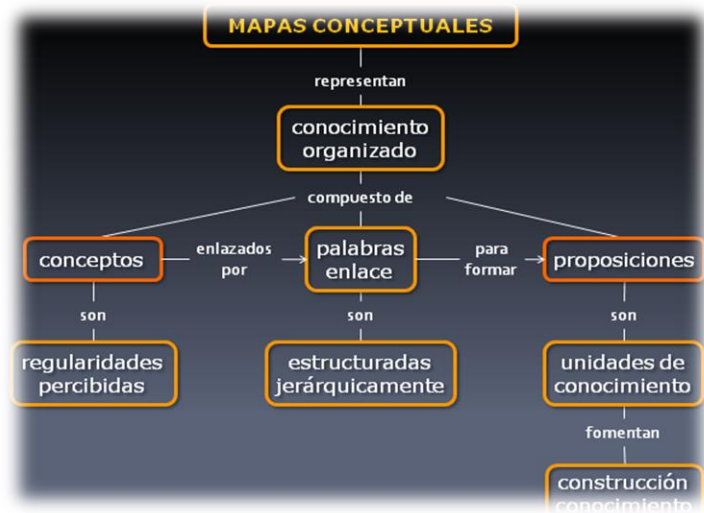 MAPAS CONCEPTUALES
representan
conocimiento
organizado
compuesto de
conceptos
enlazados
por
palabras
enlace
para
formar
proposiciones
son
son
son
regularidades
percibidas
estructuradas
jerárquicamente
unidades de
conocimiento
fomentan
construcción
conocimiento